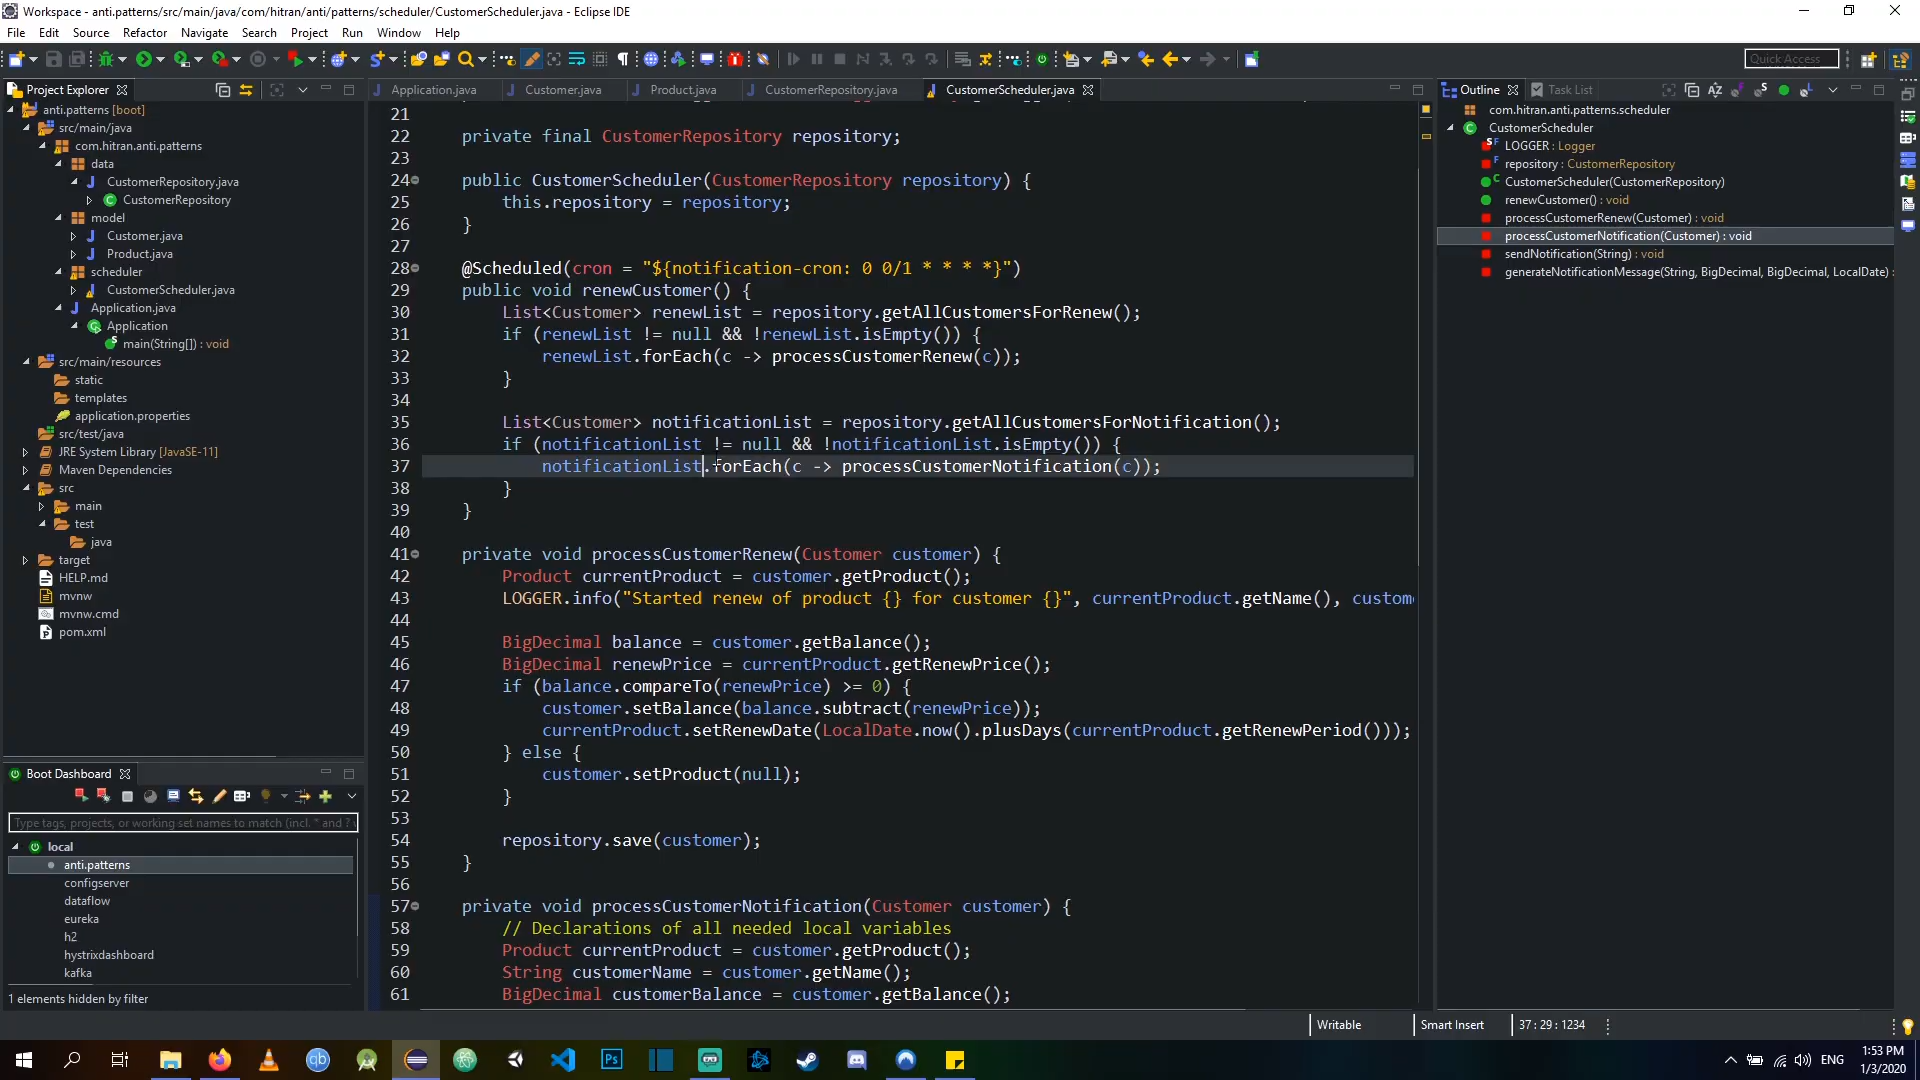 Workspace - anti.patterns/src/main/java/com/hitran/anti/patterns/scheduler/CustomerScheduler.java - Eclipse IDE
File Edit Source Refactor Navigate Search Project Run Window Help
Quick Access
Project Explorer
anti.patterns [boot]
src/main/java
com.hitran.anti.patterns
data
CustomerRepository.java
CustomerRepository
model
Customer.java
Product.java
scheduler
CustomerScheduler.java
Application.java
Application
main(String[]) : void
src/main/resources
static
templates
application.properties
src/test/java
JRE System Library [JavaSE-11]
Maven Dependencies
src
main
test
java
target
HELP.md
mvnw
mvnw.cmd
pom.xml
Boot Dashboard
Type tags, projects, or working set names to match (incl. * and ?
local
anti.patterns
configserver
dataflow
eureka
h2
hystrixdashboard
kafka
1 elements hidden by filter
Application.java Customer.java Product.java CustomerRepository.java CustomerScheduler.java
21
22 private final CustomerRepository repository;
23
24 public CustomerScheduler(CustomerRepository repository) {
25 this.repository = repository;
26 }
27
28 @Scheduled(cron = "${notification-cron: 0 0/1 * * * *}")
29 public void renewCustomer() {
30 List<Customer> renewList = repository.getAllCustomersForRenew();
31 if (renewList != null && !renewList.isEmpty()) {
32 renewList.forEach(c -> processCustomerRenew(c));
33 }
34
35 List<Customer> notificationList = repository.getAllCustomersForNotification();
36 if (notificationList != null && !notificationList.isEmpty()) {
37 notificationList.forEach(c -> processCustomerNotification(c));
38 }
39 }
40
41 private void processCustomerRenew(Customer customer) {
42 Product currentProduct = customer.getProduct();
43 LOGGER.info("Started renew of product {} for customer {}", currentProduct.getName(), custom
44
45 BigDecimal balance = customer.getBalance();
46 BigDecimal renewPrice = currentProduct.getRenewPrice();
47 if (balance.compareTo(renewPrice) >= 0) {
48 customer.setBalance(balance.subtract(renewPrice));
49 currentProduct.setRenewDate(LocalDate.now().plusDays(currentProduct.getRenewPeriod()));
50 } else {
51 customer.setProduct(null);
52 }
53
54 repository.save(customer);
55 }
56
57 private void processCustomerNotification(Customer customer) {
58 // Declarations of all needed local variables
59 Product currentProduct = customer.getProduct();
60 String customerName = customer.getName();
61 BigDecimal customerBalance = customer.getBalance();
Outline Task List
com.hitran.anti.patterns.scheduler
CustomerScheduler
LOGGER : Logger
repository : CustomerRepository
CustomerScheduler(CustomerRepository)
renewCustomer() : void
processCustomerRenew(Customer) : void
processCustomerNotification(Customer) : void
sendNotification(String) : void
generateNotificationMessage(String, BigDecimal, BigDecimal, LocalDate) :
Writable Smart Insert 37 : 29 : 1234
ENG
1:53 PM
1/3/2020